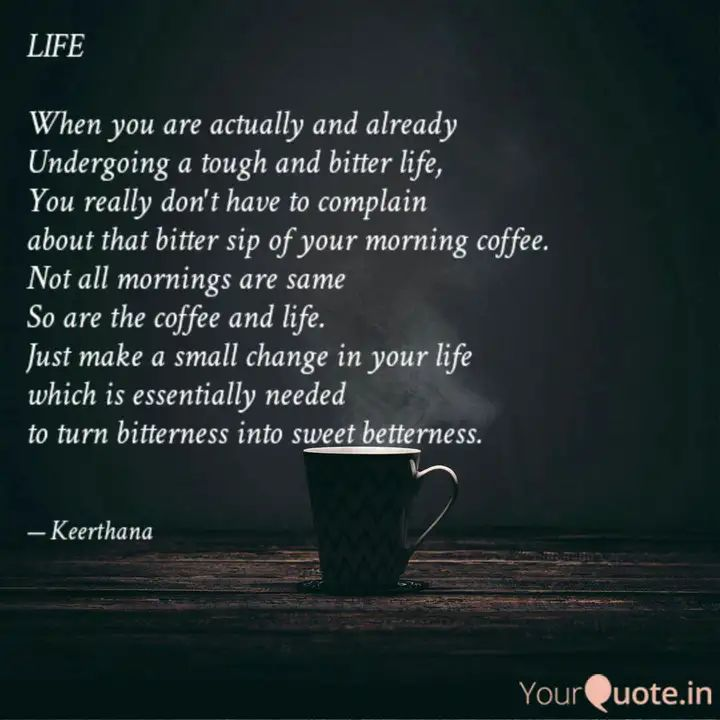 LIFE
When you are actually and already
Undergoing a tough and bitter life,
You really don't have to complain
about that bitter sip of your morning coffee.
Not all mornings are same
So are the coffee and life.
Just make a small change in your life
which is essentially needed
to turn bitterness into sweet betterness.
— Keerthana
YourQuote.in